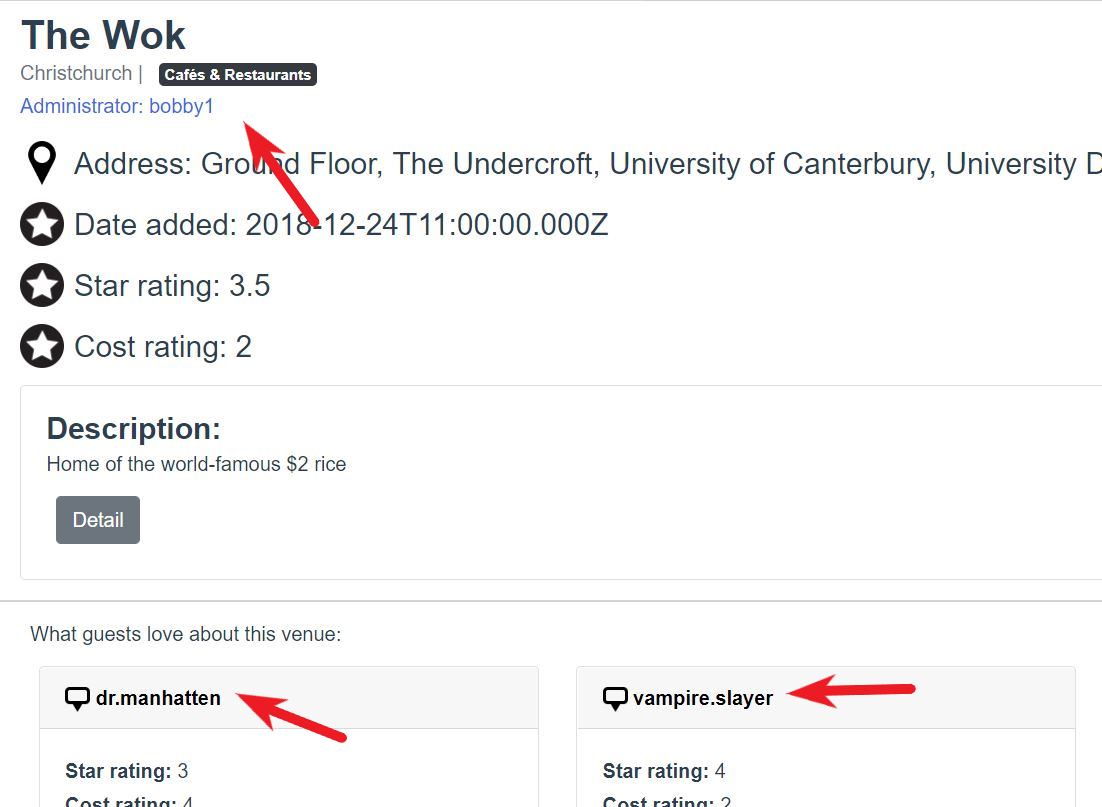 The Wok
Christchurch | Cafés & Restaurants
Administrator: bobby1
Address: Ground Floor, The Undercroft, University of Canterbury, University D
Date added: 2018-12-24T11:00:00.000Z
Star rating: 3.5
Cost rating: 2
Description:
Home of the world-famous $2 rice
Detail
What guests love about this venue:
dr.manhatten
vampire.slayer
Star rating: 3
Star rating: 4
Cost rating: 4
Cost rating: 2